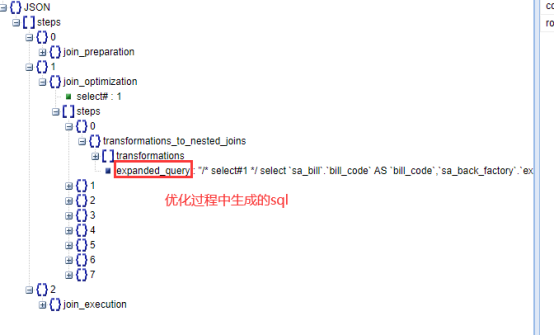 JSON
steps
0
join_preparation
1
join_optimization
select# : 1
steps
0
transformations_to_nested_joins
transformations
expanded_query : "/* select#1 */ select `sa_bill`.`bill_code` AS `bill_code`,`sa_back_factory`.`ex
1
优化过程中生成的sql
2
3
4
5
6
7
2
join_execution